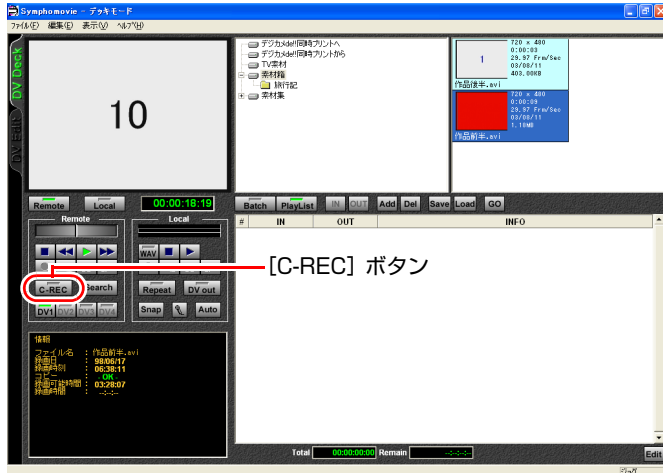 Symphomovie - デッキモード
ファイル(F) 編集(E) 表示(V) ヘルプ(H)
DV Deck
DV Edit
10
デジカメde!!同時プリントへ
デジカメde!!同時プリントから
TV素材
素材箱
旅行記
素材集
1
720 x 480
0:00:03
29.97 Frm/Sec
03/08/11
403.00KB
作品後半.avi
720 x 480
0:00:09
29.97 Frm/Sec
03/08/11
1.10MB
作品前半.avi
Remote Local 00:00:18:19
Batch PlayList IN OUT Add Del Save Load GO
Remote Local
# IN OUT INFO
WAV
[C-REC] ボタン
C-REC Search Repeat DV out
DV1 DV2 DV3 DV4 Snap Auto
情報
ファイル名 : 作品前半.avi
録画日 : 98/06/17
録画時刻 : 06:38:11
コピー : - OK -
録画可能時間 : 03:28:07
録画時間 : --:--:--
Total 00:00:00:00 Remain --:--:--:--
Edit
ジョグ